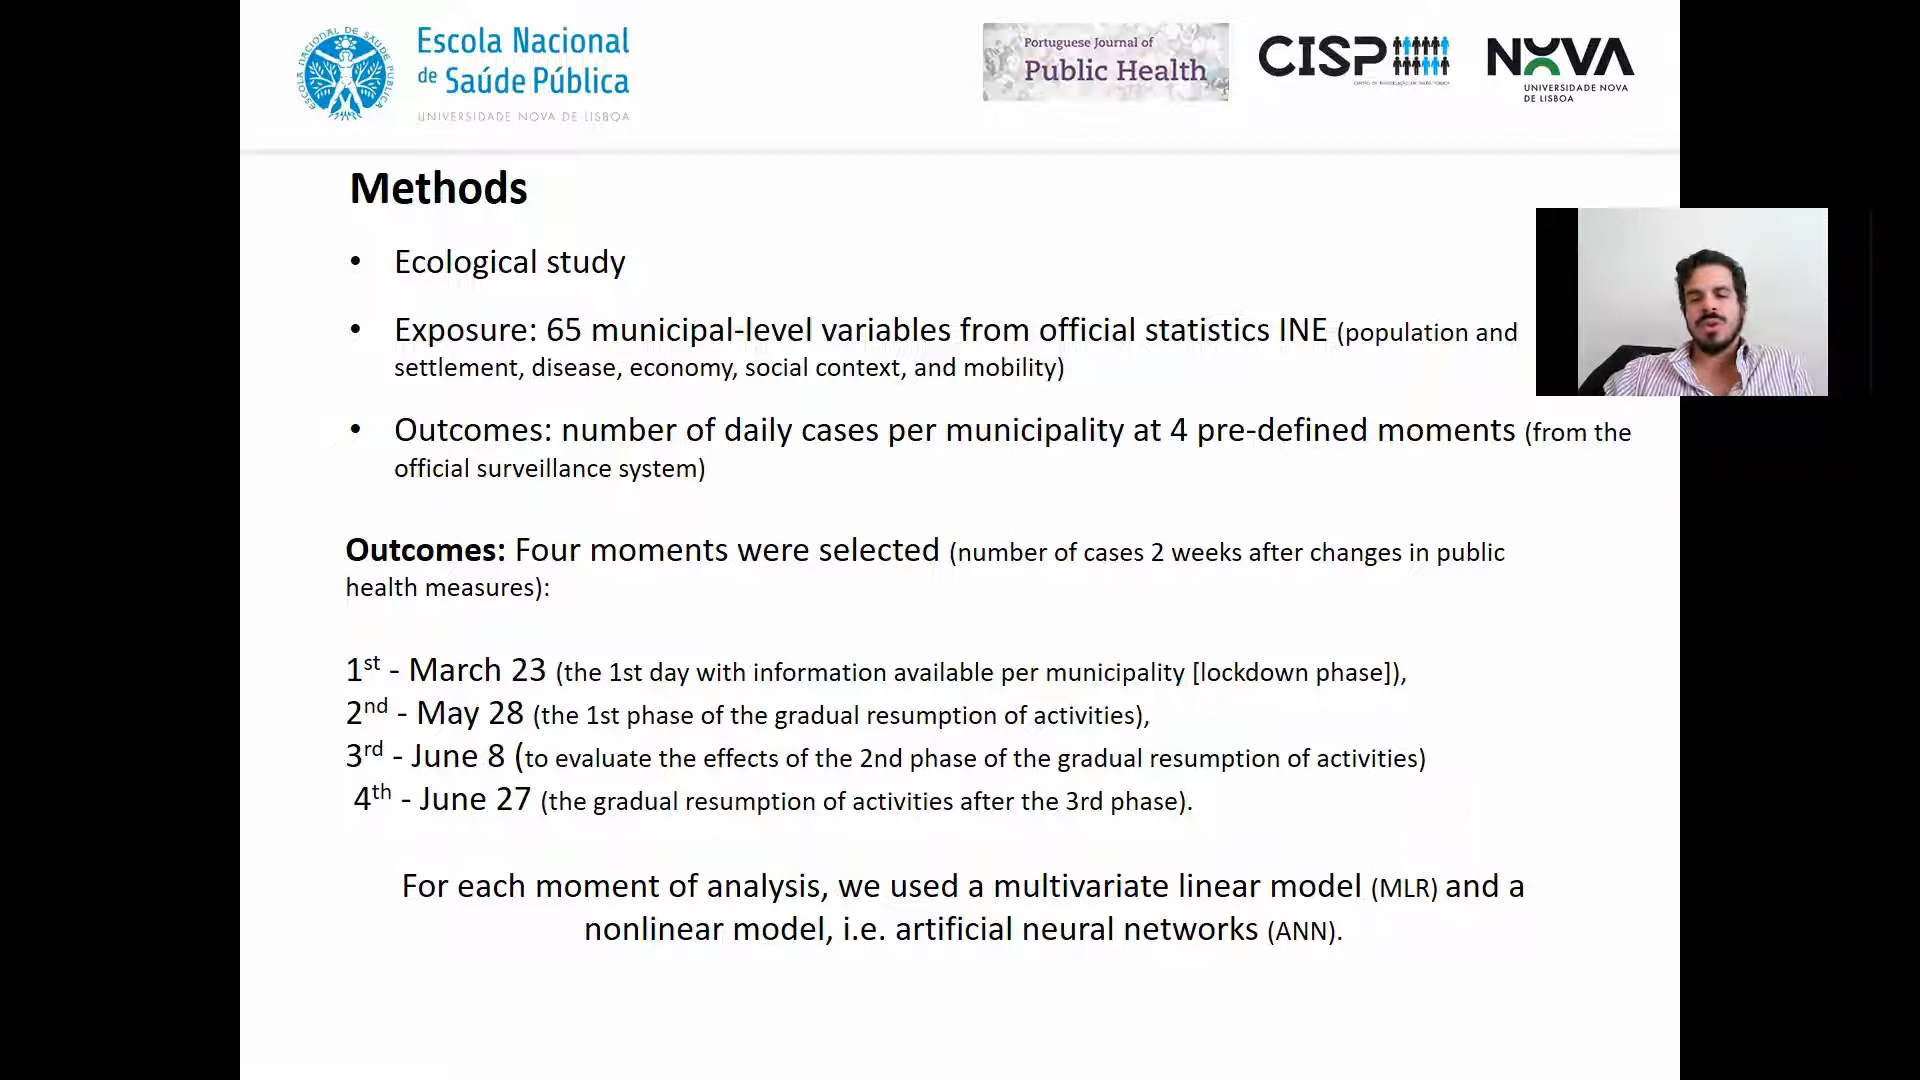 Escola Nacional
de Saúde Pública
UNIVERSIDADE NOVA DE LISBOA
Portuguese Journal of
Public Health
CISP
NOVA
UNIVERSIDADE NOVA
DE LISBOA
Methods
• Ecological study
• Exposure: 65 municipal-level variables from official statistics INE (population and
settlement, disease, economy, social context, and mobility)
• Outcomes: number of daily cases per municipality at 4 pre-defined moments (from the
official surveillance system)
Outcomes: Four moments were selected (number of cases 2 weeks after changes in public
health measures):
1st - March 23 (the 1st day with information available per municipality [lockdown phase]),
2nd - May 28 (the 1st phase of the gradual resumption of activities),
3rd - June 8 (to evaluate the effects of the 2nd phase of the gradual resumption of activities)
4th - June 27 (the gradual resumption of activities after the 3rd phase).
For each moment of analysis, we used a multivariate linear model (MLR) and a
nonlinear model, i.e. artificial neural networks (ANN).